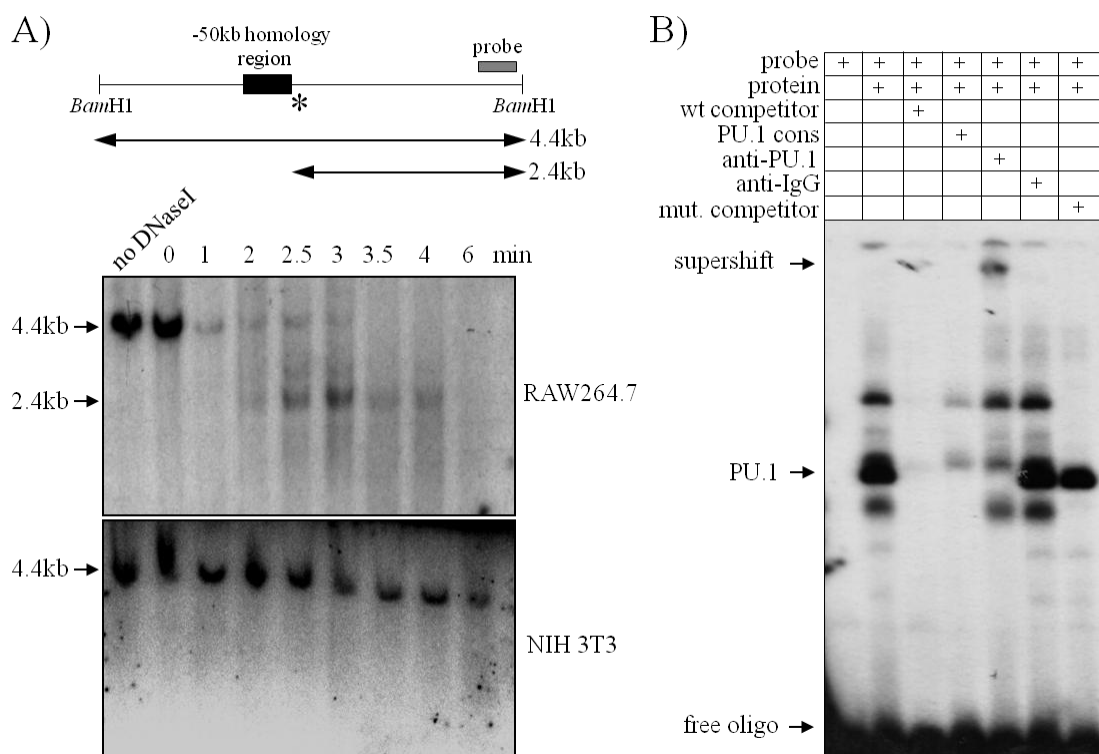 A)
-50kb homology
region
probe
*
BamH1
BamH1
4.4kb
2.4kb
no DNaseI
0 1 2 2.5 3 3.5 4 6 min
4.4kb
2.4kb
RAW264.7
4.4kb
NIH 3T3
B)
probe + + + + + + +
protein + + + + + +
wt competitor +
PU.1 cons +
anti-PU.1 +
anti-IgG +
mut. competitor +
supershift
PU.1
free oligo